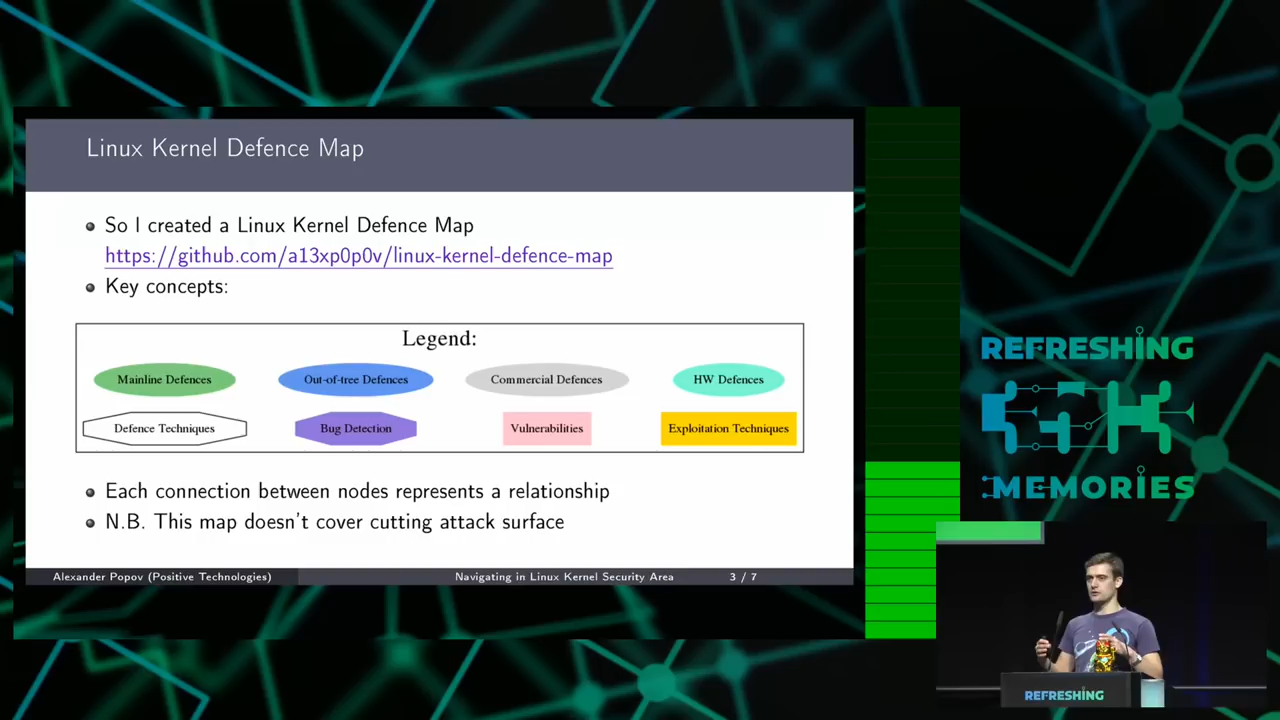 Linux Kernel Defence Map
So I created a Linux Kernel Defence Map
https://github.com/a13xp0p0v/linux-kernel-defence-map
Key concepts:
Legend:
Mainline Defences
Out-of-tree Defences
Commercial Defences
HW Defences
Defence Techniques
Bug Detection
Vulnerabilities
Exploitation Techniques
Each connection between nodes represents a relationship
N.B. This map doesn't cover cutting attack surface
Alexander Popov (Positive Technologies)
Navigating in Linux Kernel Security Area
3 / 7
REFRESHING
MEMORIES
REFRESHING